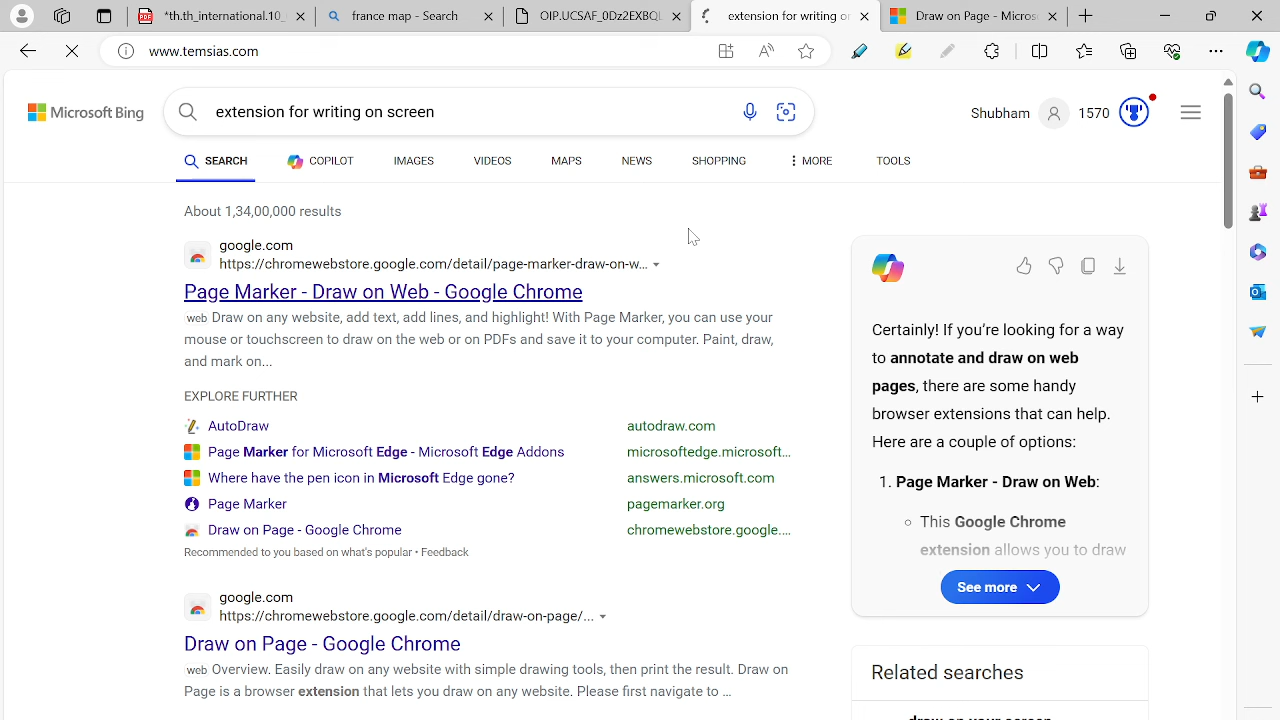 *th.th_international.10_
france map - Search
OIP.UCSAF_0Dz2EXBQL
extension for writing or
Draw on Page - Micros
www.temsias.com
Microsoft Bing
extension for writing on screen
Shubham
1570
SEARCH
COPILOT
IMAGES
VIDEOS
MAPS
NEWS
SHOPPING
MORE
TOOLS
About 1,34,00,000 results
google.com
https://chromewebstore.google.com/detail/page-marker-draw-on-w...
Page Marker - Draw on Web - Google Chrome
web Draw on any website, add text, add lines, and highlight! With Page Marker, you can use your
mouse or touchscreen to draw on the web or on PDFs and save it to your computer. Paint, draw,
and mark on...
EXPLORE FURTHER
AutoDraw autodraw.com
Page Marker for Microsoft Edge - Microsoft Edge Addons microsoftedge.microsoft...
Where have the pen icon in Microsoft Edge gone? answers.microsoft.com
Page Marker pagemarker.org
Draw on Page - Google Chrome chromewebstore.google....
Recommended to you based on what's popular • Feedback
google.com
https://chromewebstore.google.com/detail/draw-on-page/...
Draw on Page - Google Chrome
web Overview. Easily draw on any website with simple drawing tools, then print the result. Draw on
Page is a browser extension that lets you draw on any website. Please first navigate to ...
Certainly! If you're looking for a way
to annotate and draw on web
pages, there are some handy
browser extensions that can help.
Here are a couple of options:
1. Page Marker - Draw on Web:
This Google Chrome
extension allows you to draw
See more
Related searches
draw on your screen